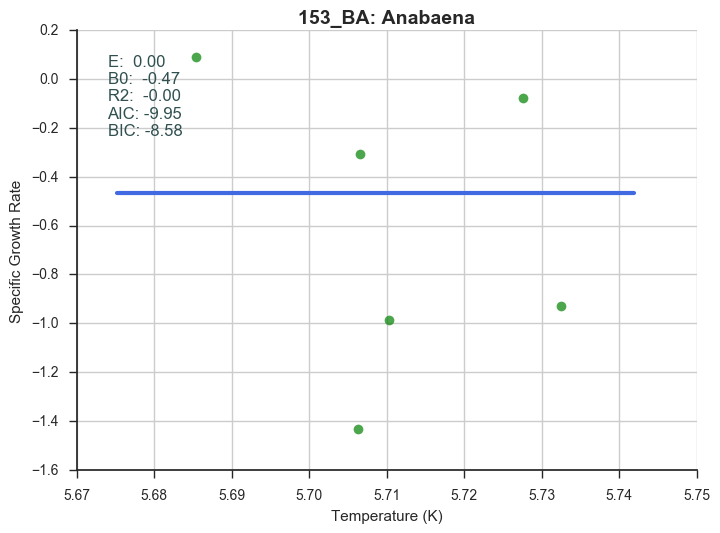 153_BA: Anabaena
E:  0.00
B0:  -0.47
R2:  -0.00
AIC: -9.95
BIC: -8.58
Specific Growth Rate
0.2
0.0
−0.2
−0.4
−0.6
−0.8
−1.0
−1.2
−1.4
−1.6
5.67 5.68 5.69 5.70 5.71 5.72 5.73 5.74 5.75
Temperature (K)